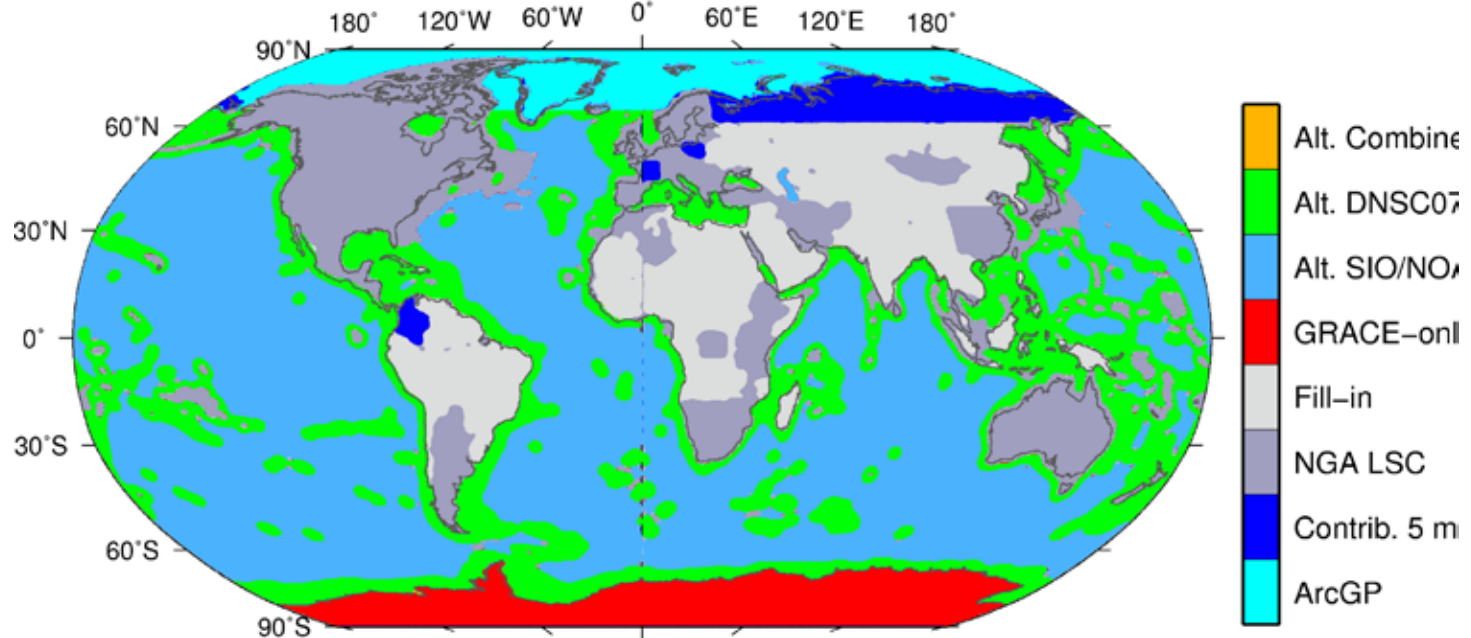 180° 120°W 60°W 0° 60°E 120°E 180°
90°N
60°N
30°N
0°
30°S
60°S
90°S
Alt. Combine
Alt. DNSC07
Alt. SIO/NOA
GRACE-onl
Fill-in
NGA LSC
Contrib. 5 m
ArcGP